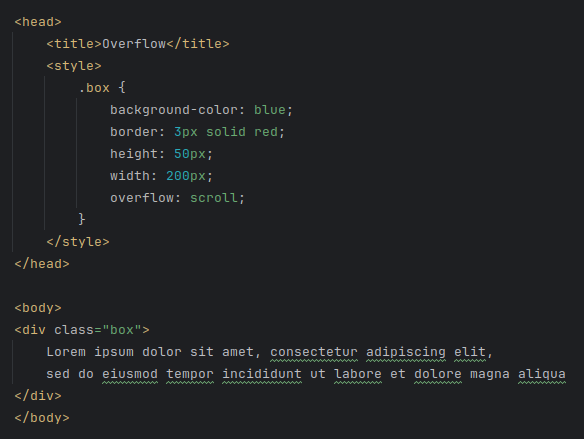 <head>
    <title>Overflow</title>
    <style>
        .box {
            background-color: blue;
            border: 3px solid red;
            height: 50px;
            width: 200px;
            overflow: scroll;
        }
    </style>
</head>

<body>
<div class="box">
    Lorem ipsum dolor sit amet, consectetur adipiscing elit,
    sed do eiusmod tempor incididunt ut labore et dolore magna aliqua
</div>
</body>